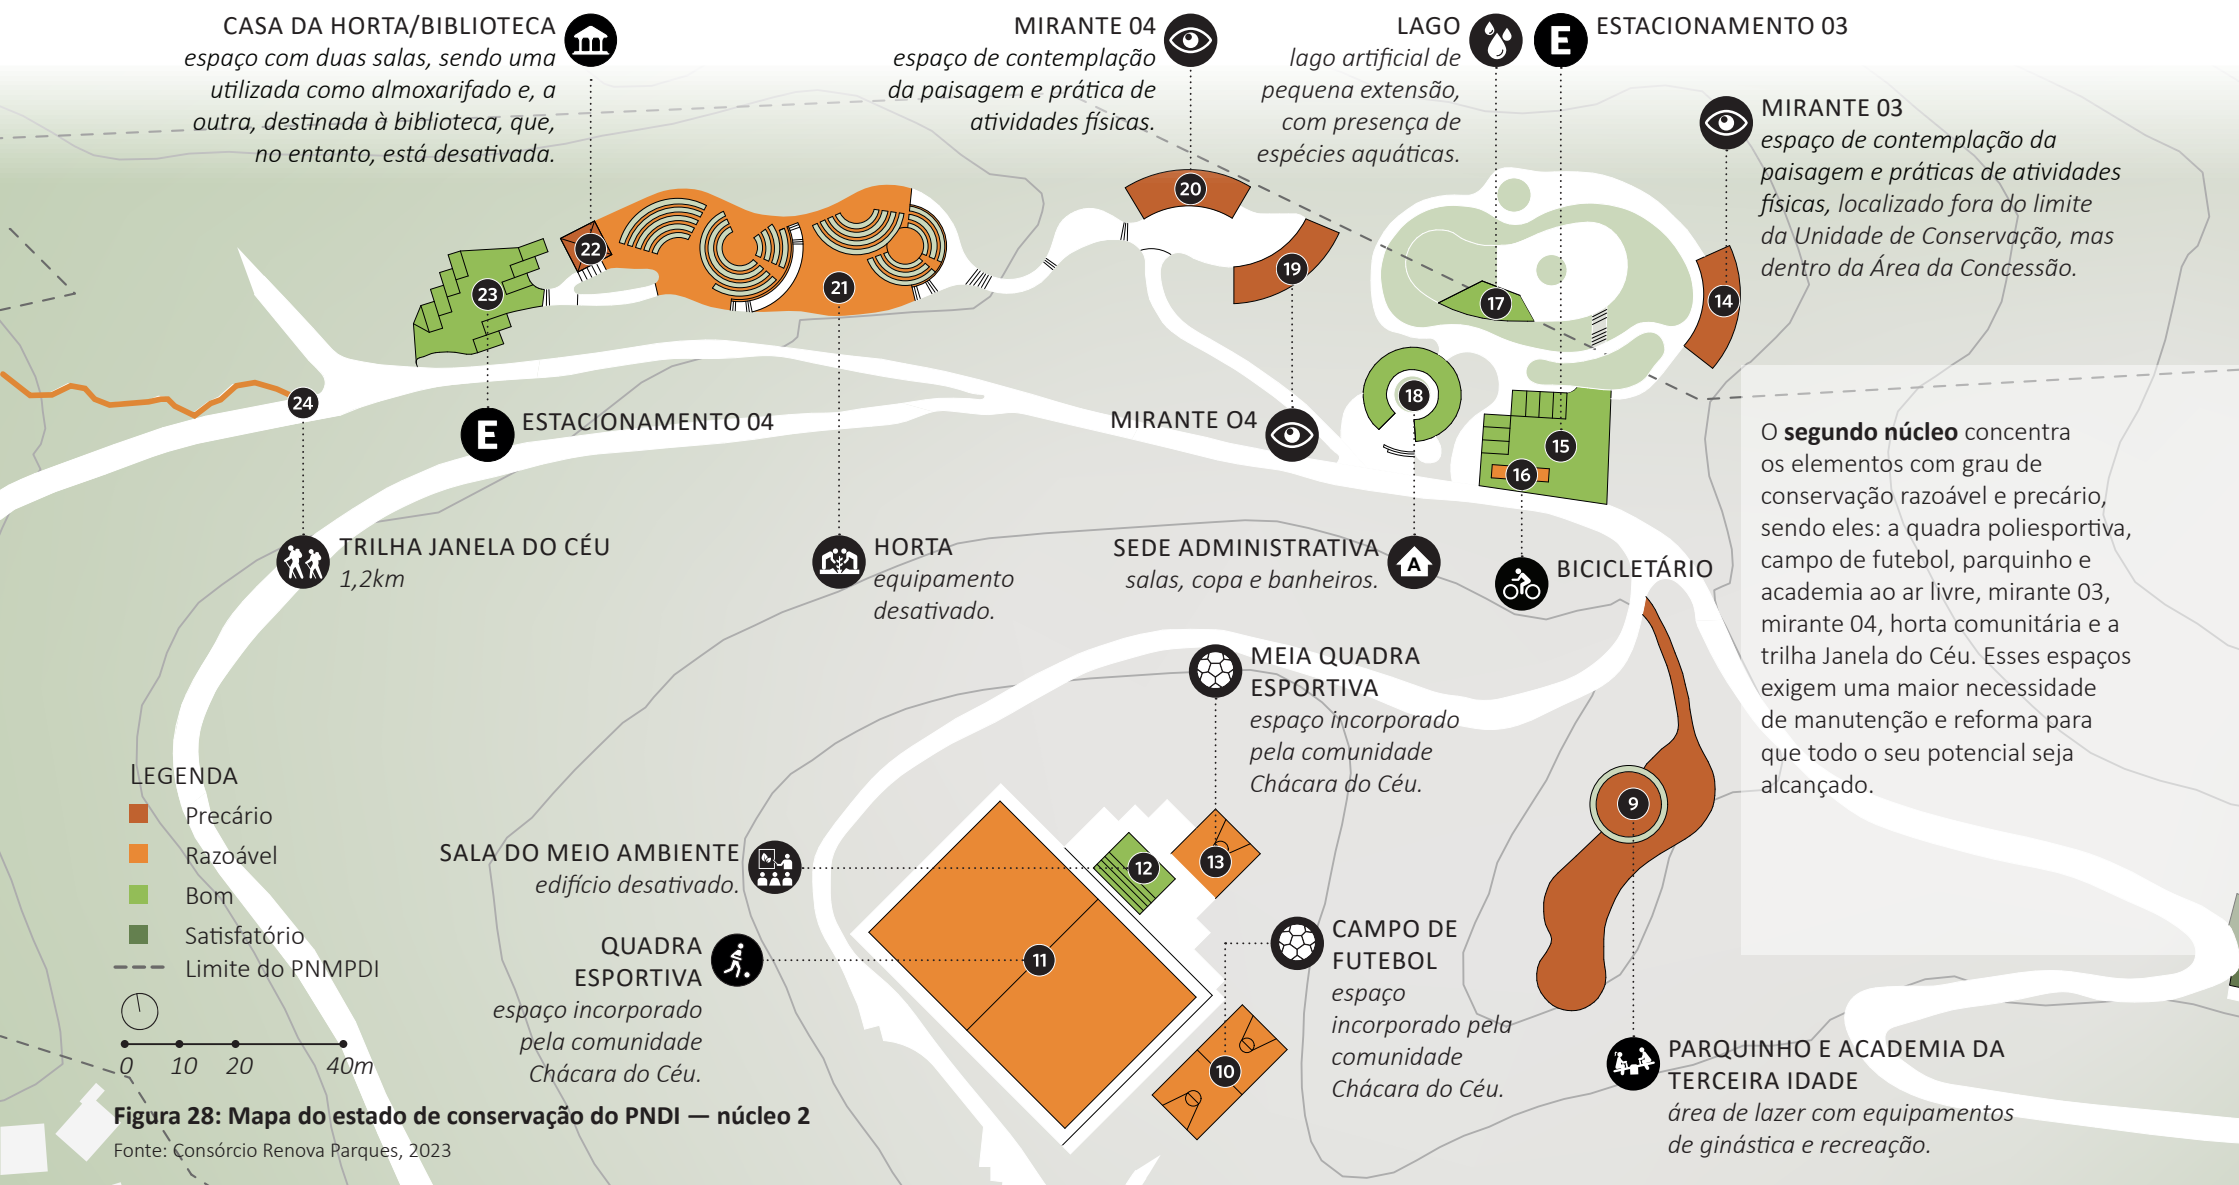 CASA DA HORTA/BIBLIOTECA
espaço com duas salas, sendo uma
utilizada como almoxarifado e, a
outra, destinada à biblioteca, que,
no entanto, está desativada.
MIRANTE 04
espaço de contemplação
da paisagem e prática de
atividades físicas.
LAGO
lago artificial de
pequena extensão,
com presença de
espécies aquáticas.
E
ESTACIONAMENTO 03
MIRANTE 03
espaço de contemplação da
paisagem e práticas de atividades
físicas, localizado fora do limite
da Unidade de Conservação, mas
dentro da Área da Concessão.
20
22
19
23
21
17
14
24
18
15
16
E
ESTACIONAMENTO 04
MIRANTE O4
O segundo núcleo concentra
os elementos com grau de
conservação razoável e precário,
sendo eles: a quadra poliesportiva,
campo de futebol, parquinho e
academia ao ar livre, mirante 03,
mirante 04, horta comunitária e a
trilha Janela do Céu. Esses espaços
exigem uma maior necessidade
de manutenção e reforma para
que todo o seu potencial seja
alcançado.
TRILHA JANELA DO CÉU
1,2km
HORTA
equipamento
desativado.
SEDE ADMINISTRATIVA
salas, copa e banheiros.
A
BICICLETÁRIO
MEIA QUADRA
ESPORTIVA
espaço incorporado
pela comunidade
Chácara do Céu.
9
SALA DO MEIO AMBIENTE
edifício desativado.
12
13
QUADRA
ESPORTIVA
espaço incorporado
pela comunidade
Chácara do Céu.
11
CAMPO DE
FUTEBOL
espaço
incorporado pela
comunidade
Chácara do Céu.
10
PARQUINHO E ACADEMIA DA
TERCEIRA IDADE
área de lazer com equipamentos
de ginástica e recreação.
LEGENDA
Precário
Razoável
Bom
Satisfatório
Limite do PNMPDI
0 10 20 40m
Figura 28: Mapa do estado de conservação do PNDI — núcleo 2
Fonte: Consórcio Renova Parques, 2023